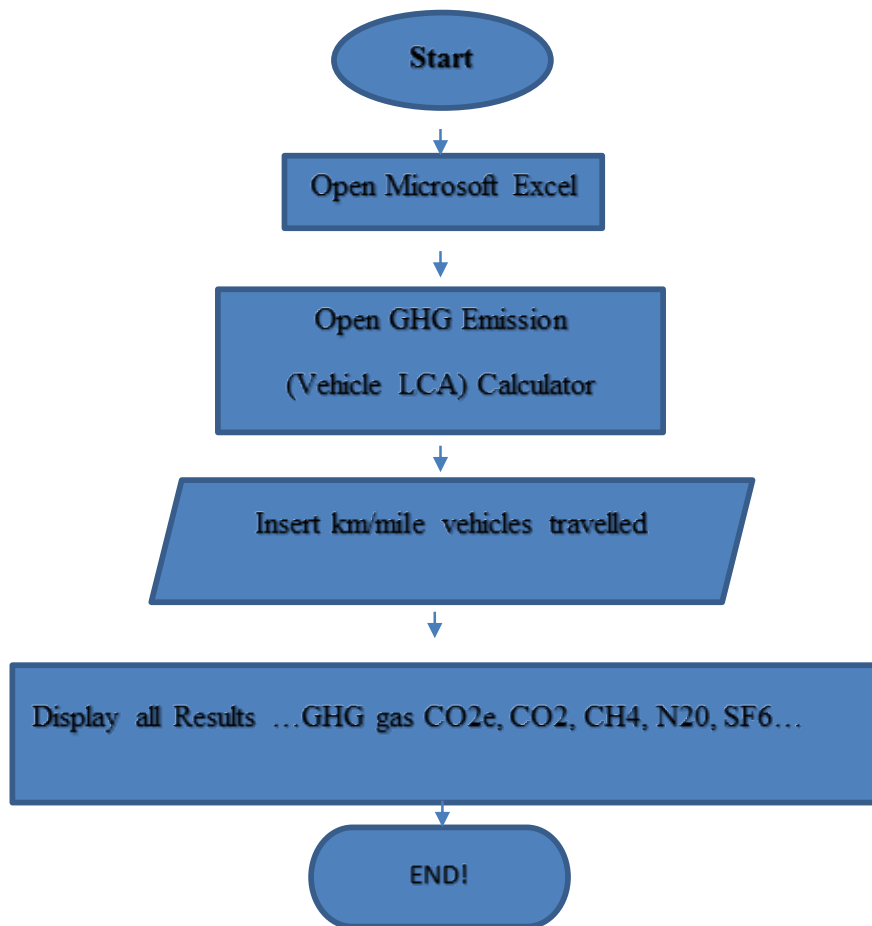 Start
Open Microsoft Excel
Open GHG Emission
(Vehicle LCA) Calculator
Insert km/mile vehicles travelled
Display all Results …GHG gas CO2e, CO2, CH4, N20, SF6…
END!